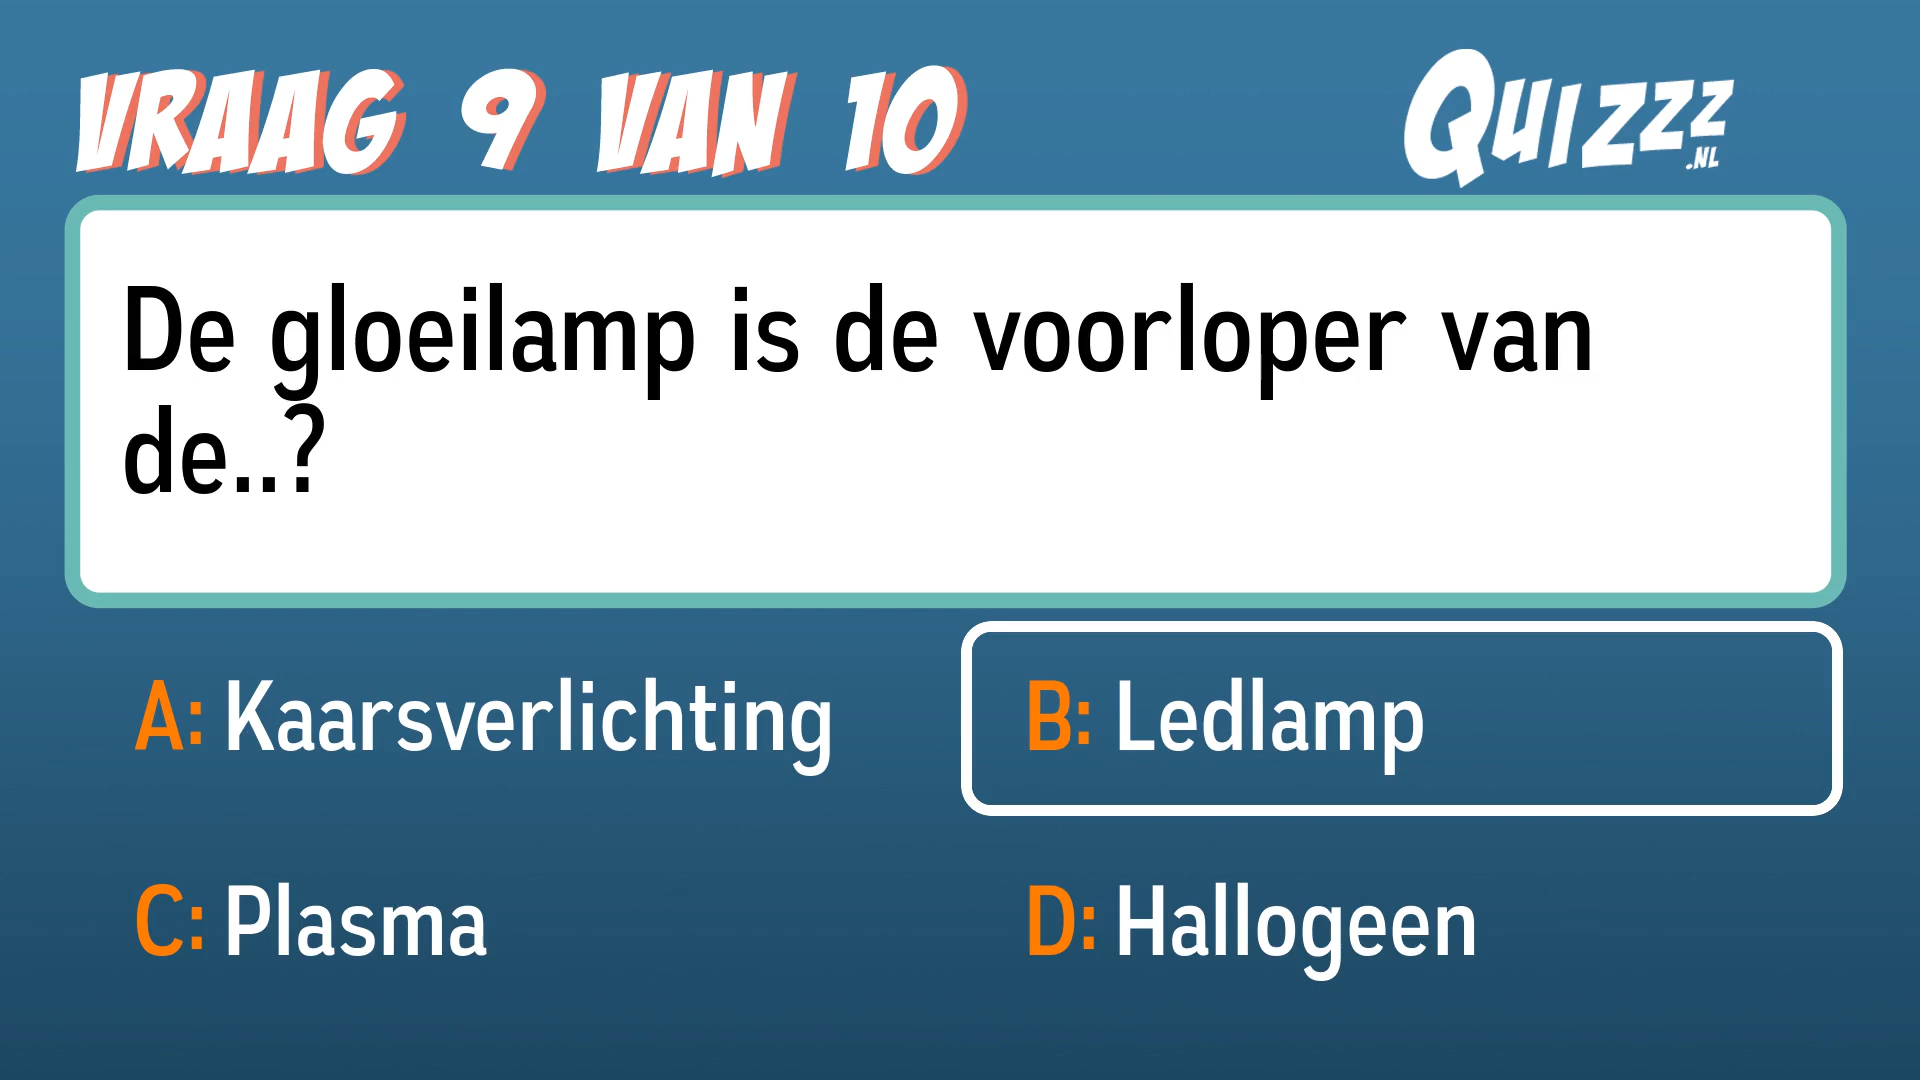 VRAAG 9 VAN 10
QUIZZZ
.NL
De gloeilamp is de voorloper van
de..?
A: Kaarsverlichting
B: Ledlamp
C: Plasma
D: Hallogeen